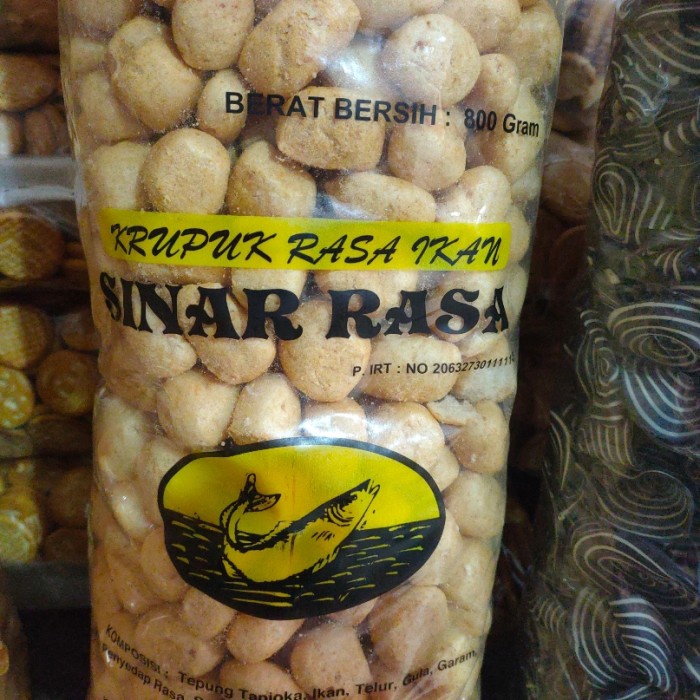 BERAT BERSIH : 800 Gram
KRUPUK RASA IKAN
SINAR RASA
P. IRT : NO 2063273011111
KOMPOSISI : Tepung Tapioka, Ikan, Telur, Gula, Garam,
Penyedap Rasa